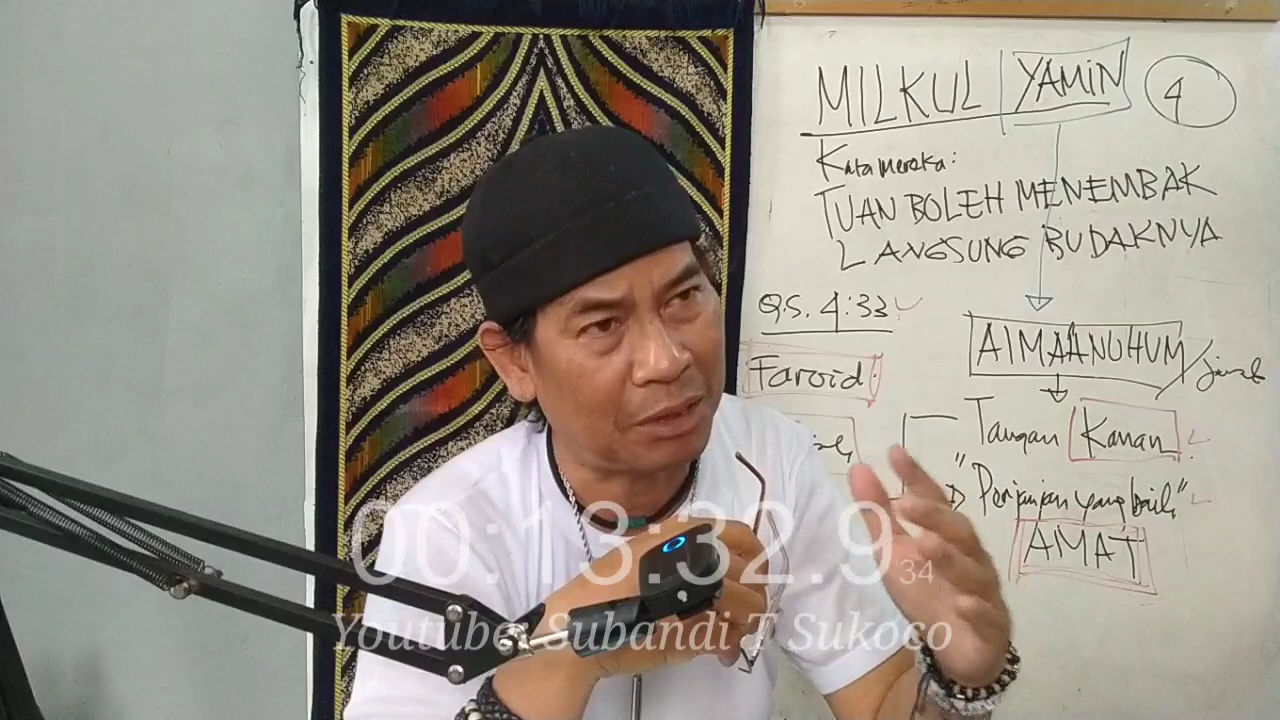 MILKUL YAMIN 4
Kata mereka:
TUAN BOLEH MENEMBAK
LANGSUNG BUDAKNYA
Q.S. 4:33
AIMAANUHUM
Faroid
Tangan Kanan
"Perjanjian yang baik"
AMAT
00:13:32.9
34
Youtube: Subandi T Sukoco